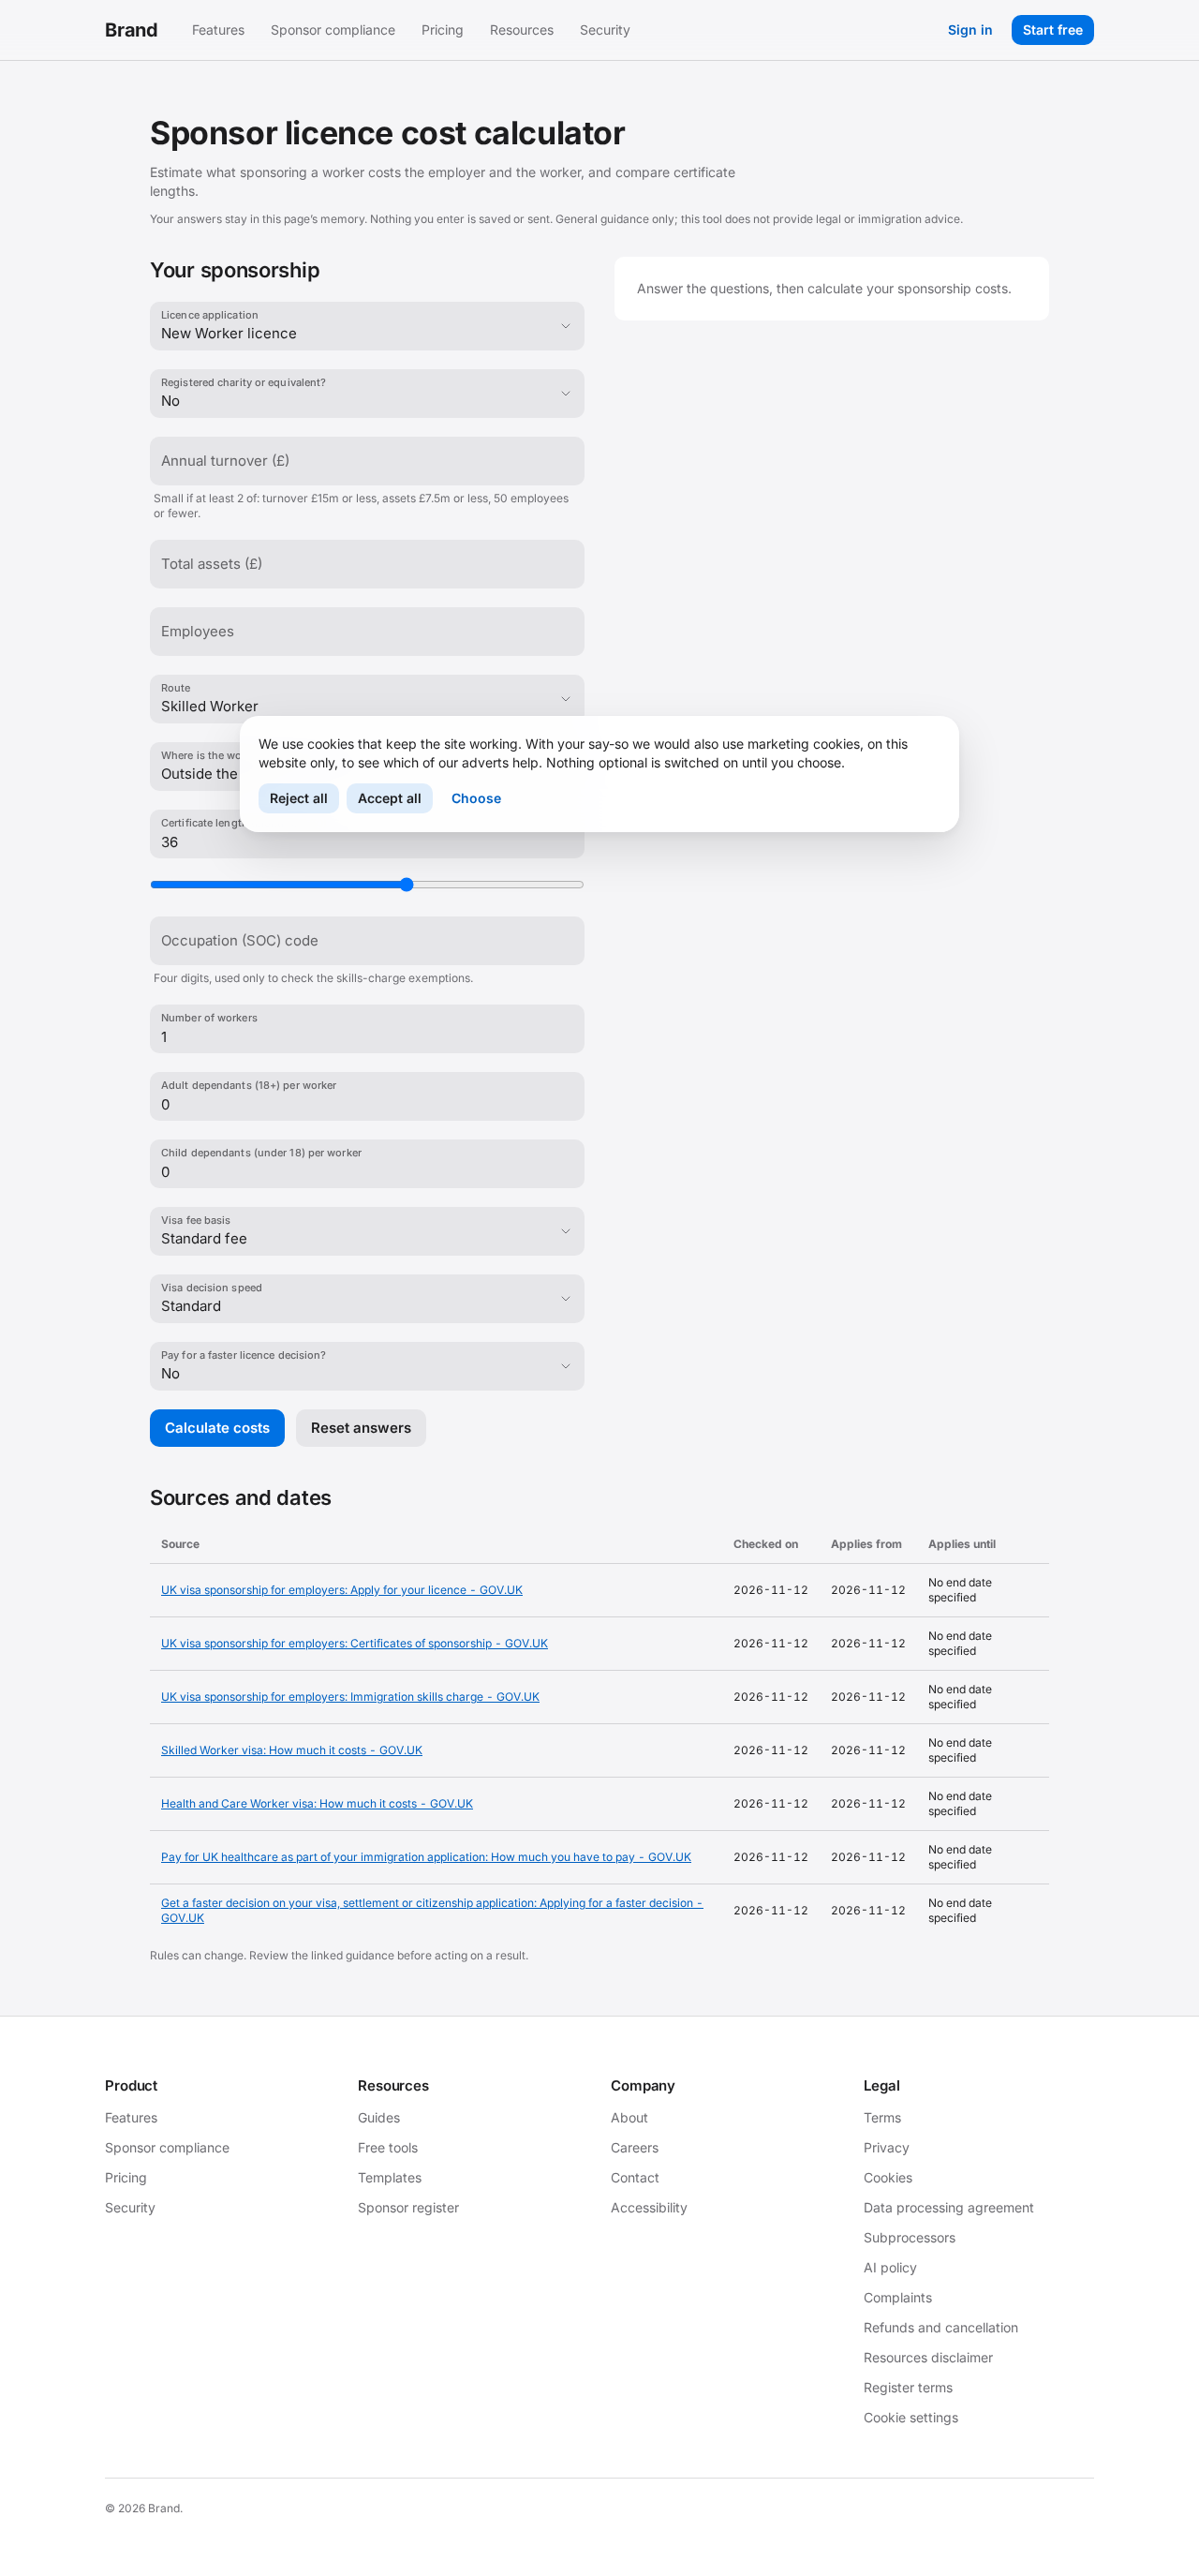 Brand
Features
Sponsor compliance
Pricing
Resources
Security
Sign in
Start free
Sponsor licence cost calculator
Estimate what sponsoring a worker costs the employer and the worker, and compare certificate
lengths.
Your answers stay in this page’s memory. Nothing you enter is saved or sent. General guidance only; this tool does not provide legal or immigration advice.
Your sponsorship
Licence application
New Worker licence
Registered charity or equivalent?
No
Annual turnover (£)
Small if at least 2 of: turnover £15m or less, assets £7.5m or less, 50 employees
or fewer.
Total assets (£)
Employees
Route
Skilled Worker
Where is the
Outside the
Certificate
36
Occupation (SOC) code
Four digits, used only to check the skills-charge exemptions.
Number of workers
1
Adult dependants (18+) per worker
0
Child dependants (under 18) per worker
0
Visa fee basis
Standard fee
Visa decision speed
Standard
Pay for a faster licence decision?
No
Calculate costs
Reset answers
Answer the questions, then calculate your sponsorship costs.
We use cookies that keep the site working. With your say-so we would also use marketing cookies, on this
website only, to see which of our adverts help. Nothing optional is switched on until you choose.
Reject all
Accept all
Choose
Sources and dates
Source Checked on Applies from Applies until
UK visa sponsorship for employers: Apply for your licence - GOV.UK 2026-11-12 2026-11-12 No end date
specified
UK visa sponsorship for employers: Certificates of sponsorship - GOV.UK 2026-11-12 2026-11-12 No end date
specified
UK visa sponsorship for employers: Immigration skills charge - GOV.UK 2026-11-12 2026-11-12 No end date
specified
Skilled Worker visa: How much it costs - GOV.UK 2026-11-12 2026-11-12 No end date
specified
Health and Care Worker visa: How much it costs - GOV.UK 2026-11-12 2026-11-12 No end date
specified
Pay for UK healthcare as part of your immigration application: How much you have to pay - GOV.UK 2026-11-12 2026-11-12 No end date
specified
Get a faster decision on your visa, settlement or citizenship application: Applying for a faster decision -
GOV.UK 2026-11-12 2026-11-12 No end date
specified
Rules can change. Review the linked guidance before acting on a result.
Product
Features
Sponsor compliance
Pricing
Security
Resources
Guides
Free tools
Templates
Sponsor register
Company
About
Careers
Contact
Accessibility
Legal
Terms
Privacy
Cookies
Data processing agreement
Subprocessors
AI policy
Complaints
Refunds and cancellation
Resources disclaimer
Register terms
Cookie settings
© 2026 Brand.